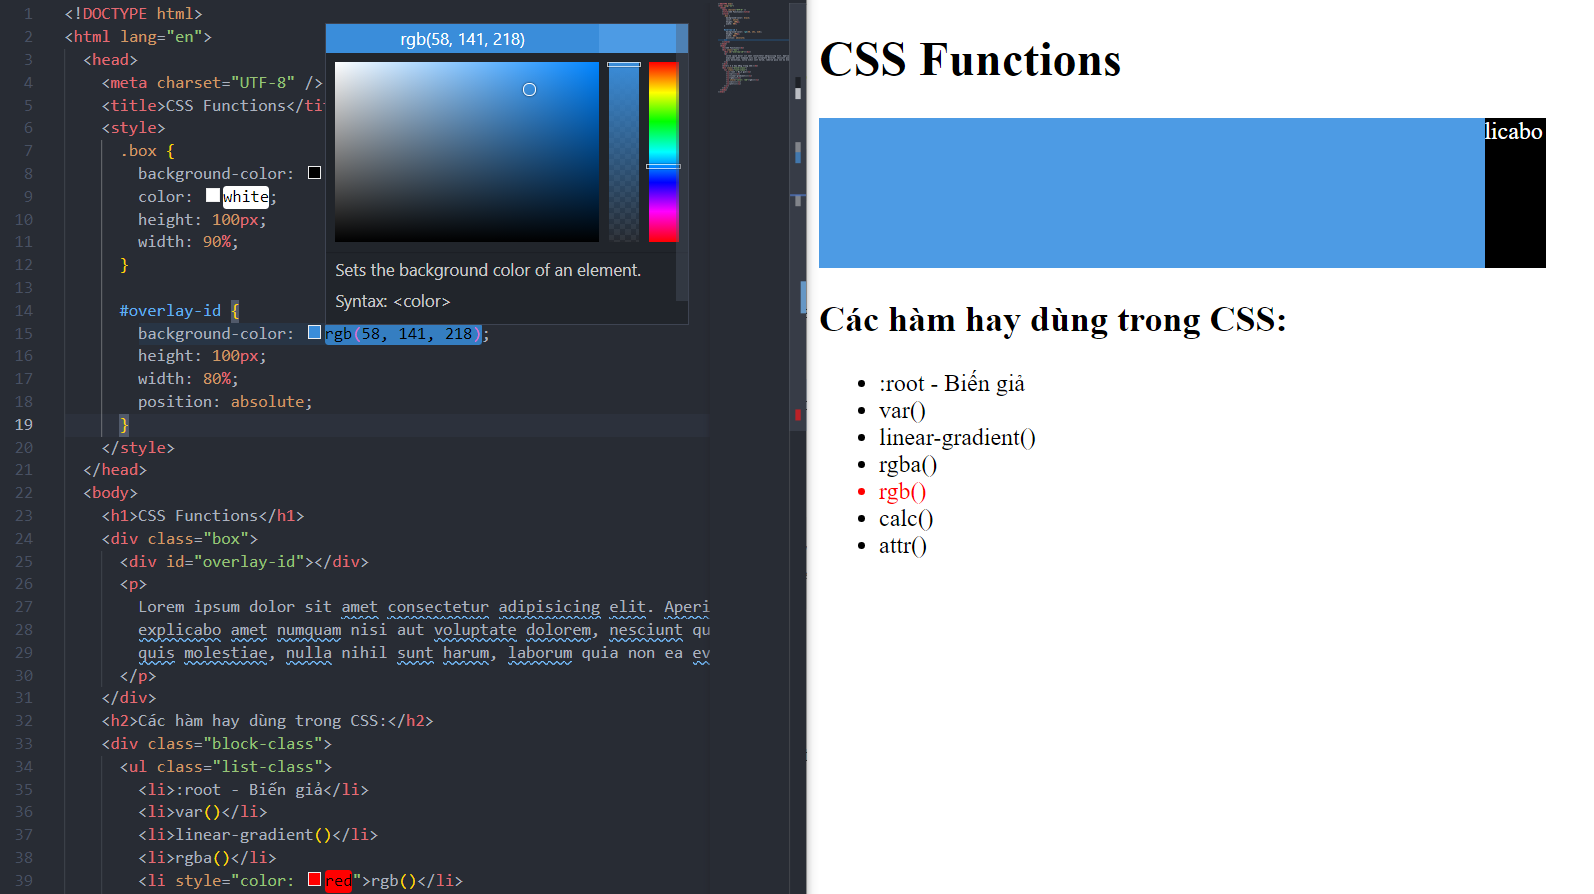 1 <!DOCTYPE html>
2 <html lang="en">
3 <head>
4 <meta charset="UTF-8" />
5 <title>CSS Functions</tit
6 <style>
7 .box {
8 background-color:
9 color: white;
10 height: 100px;
11 width: 90%;
12 }
13
14 #overlay-id {
15 background-color: rgb(58, 141, 218);
16 height: 100px;
17 width: 80%;
18 position: absolute;
19 }
20 </style>
21 </head>
22 <body>
23 <h1>CSS Functions</h1>
24 <div class="box">
25 <div id="overlay-id"></div>
26 <p>
27 Lorem ipsum dolor sit amet consectetur adipisicing elit. Aperi
28 explicabo amet numquam nisi aut voluptate dolorem, nesciunt qu
29 quis molestiae, nulla nihil sunt harum, laborum quia non ea ev
30 </p>
31 </div>
32 <h2>Các hàm hay dùng trong CSS:</h2>
33 <div class="block-class">
34 <ul class="list-class">
35 <li>:root - Biến giả</li>
36 <li>var()</li>
37 <li>linear-gradient()</li>
38 <li>rgba()</li>
39 <li style="color: red">rgb()</li>
rgb(58, 141, 218)
Sets the background color of an element.
Syntax: <color>
CSS Functions
licabo
Các hàm hay dùng trong CSS:
:root - Biến giả
var()
linear-gradient()
rgba()
rgb()
calc()
attr()